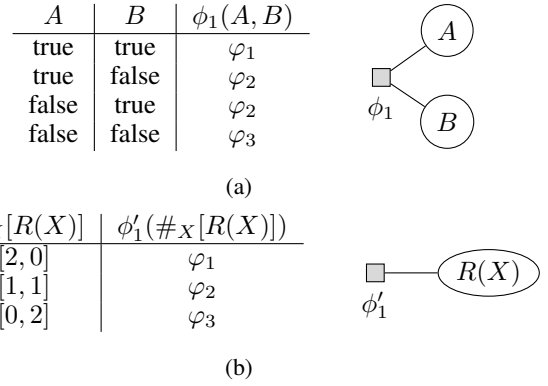 A B ϕ₁(A, B)
true true φ₁
true false φ₂
false true φ₂
false false φ₃
A
ϕ₁
B
(a)
[R(X)] ϕ′₁(#_X[R(X)])
[2, 0] φ₁
[1, 1] φ₂
[0, 2] φ₃
R(X)
ϕ′₁
(b)